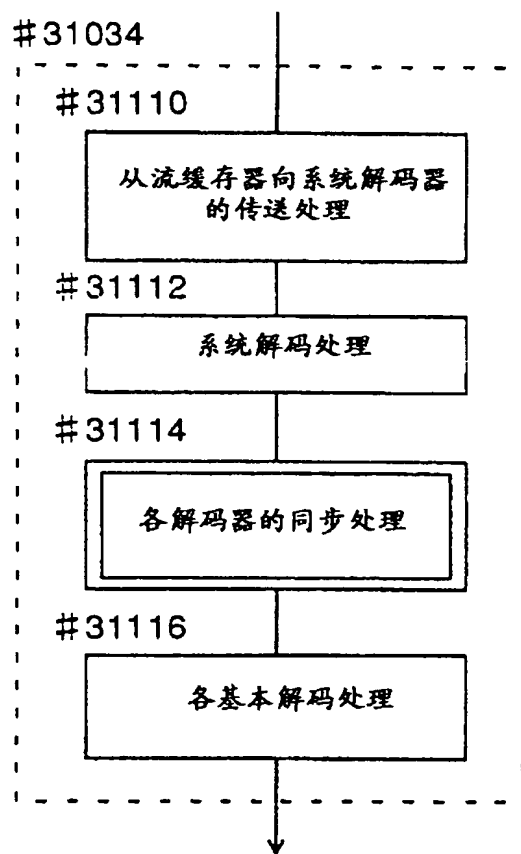 #31034
#31110
从流缓存器向系统解码器
的传送处理
#31112
系统解码处理
#31114
各解码器的同步处理
#31116
各基本解码处理